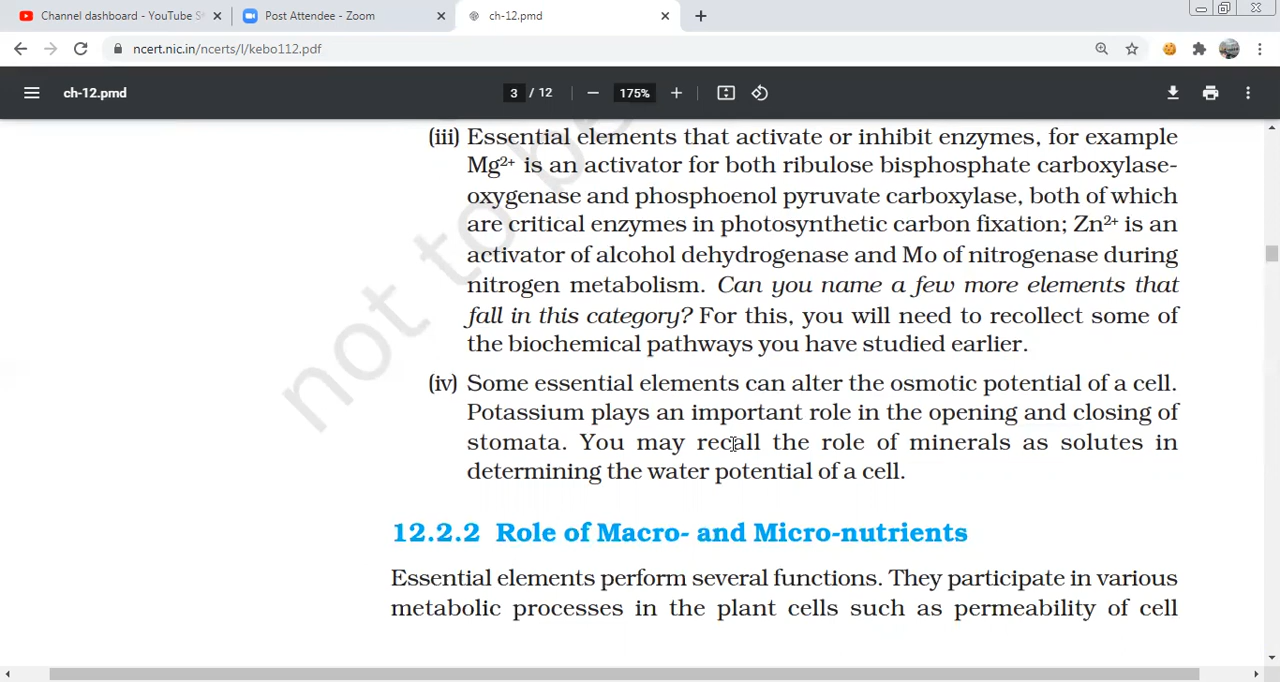 Channel dashboard - YouTube S
Post Attendee - Zoom
ch-12.pmd
ncert.nic.in/ncerts/l/kebo112.pdf
ch-12.pmd
3 / 12
175%
(iii) Essential elements that activate or inhibit enzymes, for example
Mg2+ is an activator for both ribulose bisphosphate carboxylase-
oxygenase and phosphoenol pyruvate carboxylase, both of which
are critical enzymes in photosynthetic carbon fixation; Zn2+ is an
activator of alcohol dehydrogenase and Mo of nitrogenase during
nitrogen metabolism. Can you name a few more elements that
fall in this category? For this, you will need to recollect some of
the biochemical pathways you have studied earlier.
(iv) Some essential elements can alter the osmotic potential of a cell.
Potassium plays an important role in the opening and closing of
stomata. You may recall the role of minerals as solutes in
determining the water potential of a cell.
12.2.2 Role of Macro- and Micro-nutrients
Essential elements perform several functions. They participate in various
metabolic processes in the plant cells such as permeability of cell
not to be